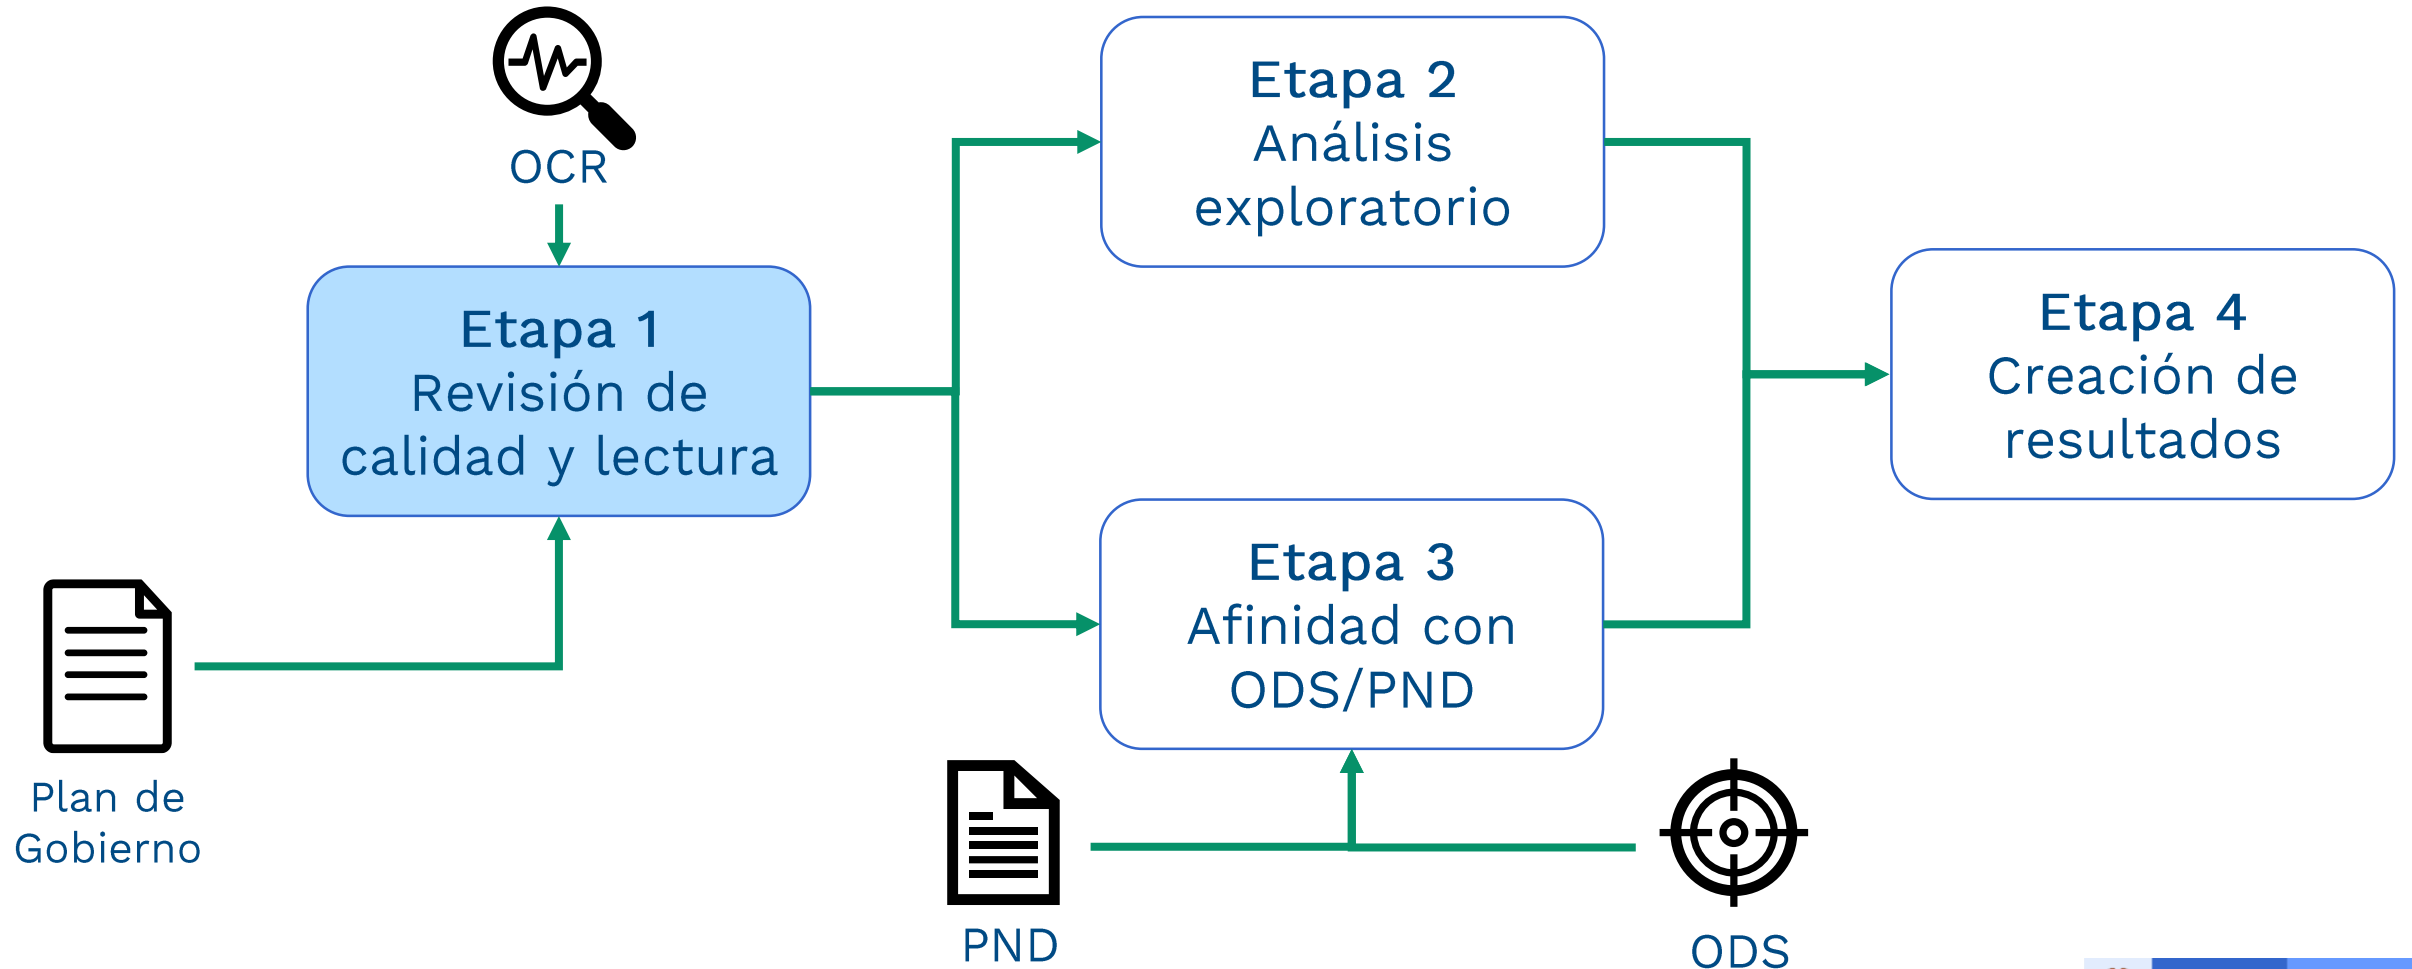 OCR
Etapa 1
Revisión de
calidad y lectura
Plan de
Gobierno
Etapa 2
Análisis
exploratorio
Etapa 3
Afinidad con
ODS/PND
PND
ODS
Etapa 4
Creación de
resultados